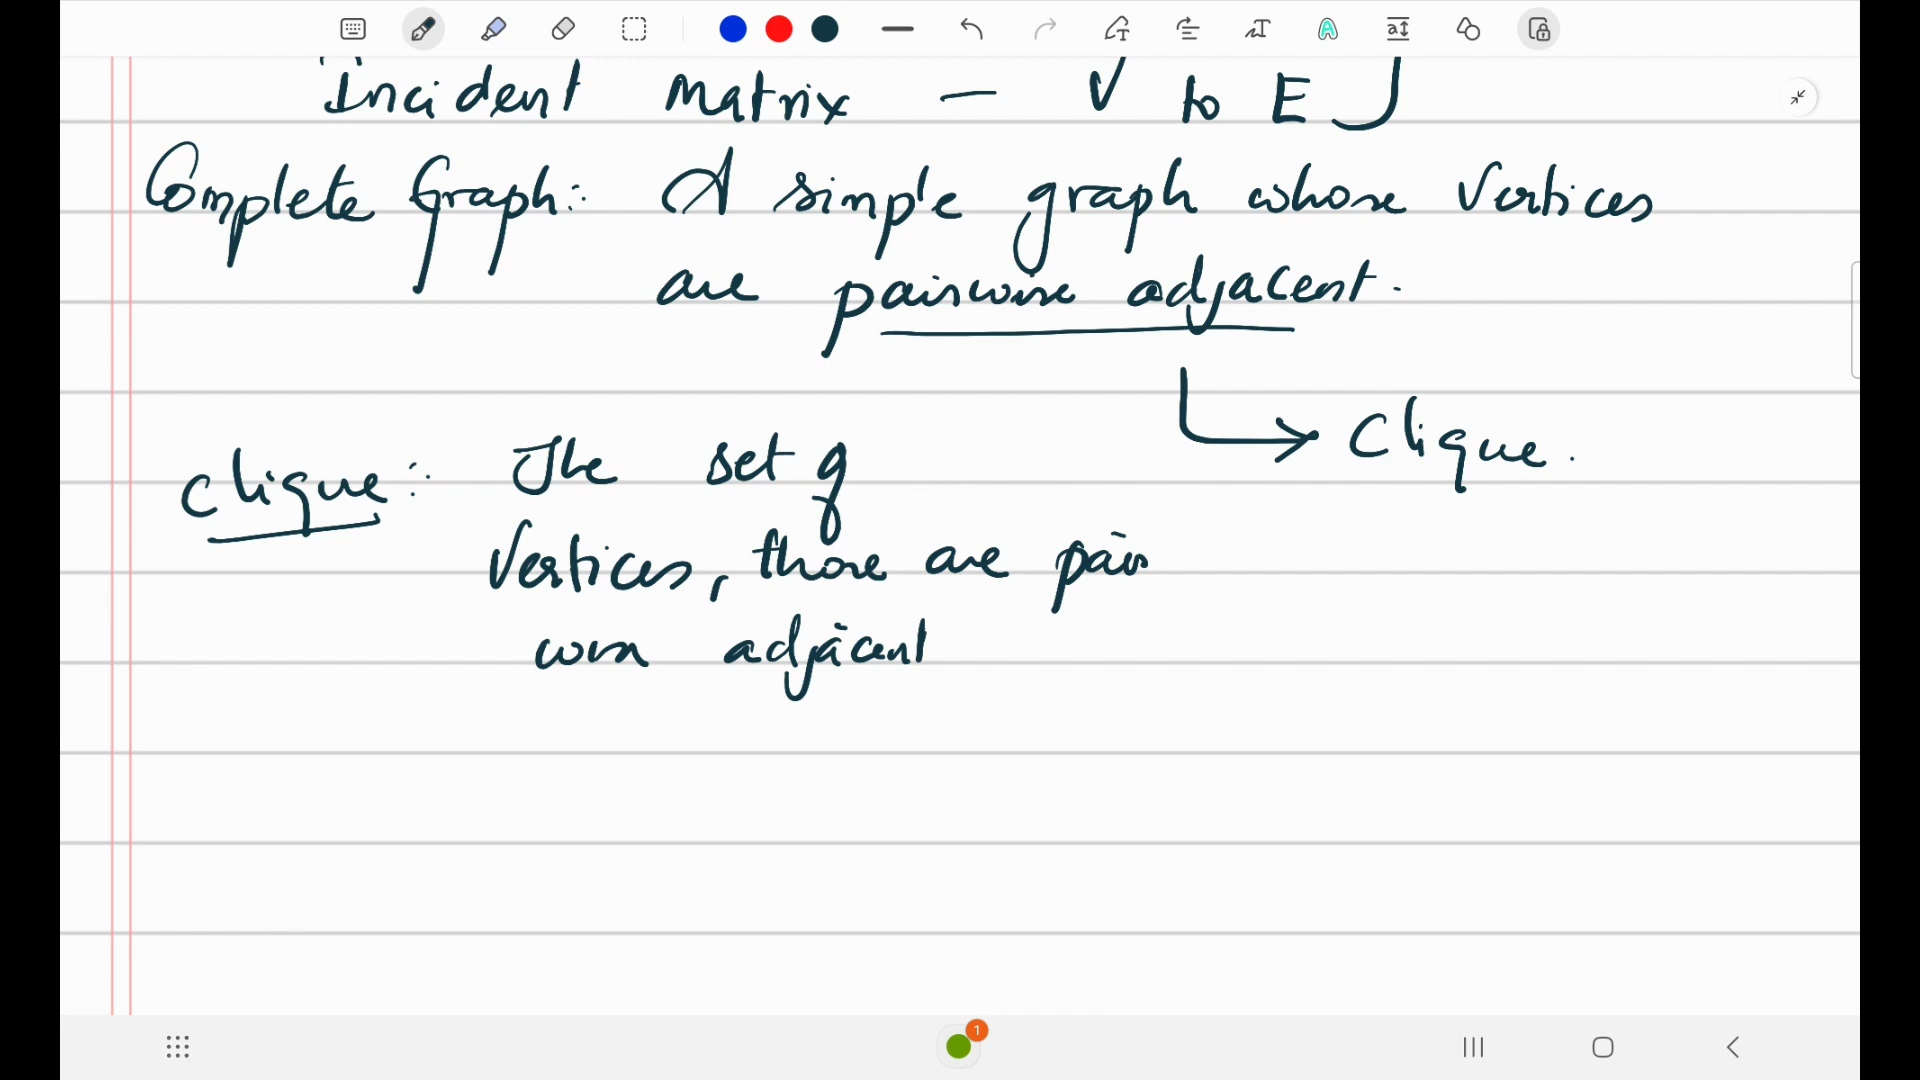 Incident Matrix — V to E
Complete Graph:- A simple graph whose vertices
are pairwise adjacent.
→ Clique.
Clique:- The set of
Vertices, those are pair
wise adjacent
1